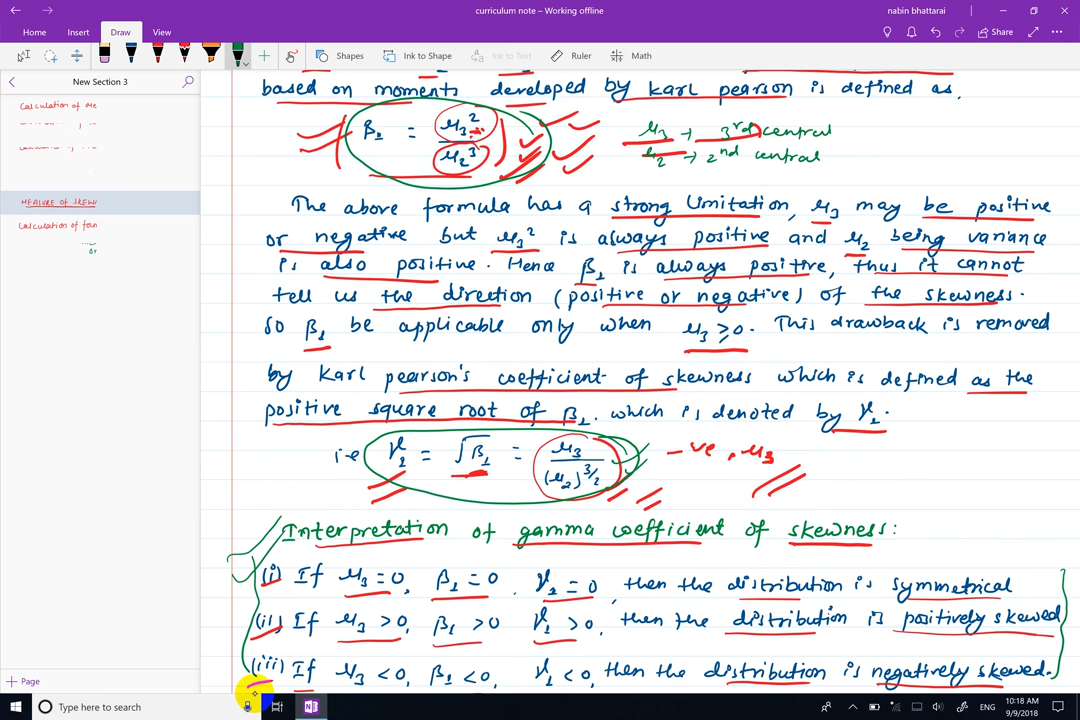 curriculum note – Working offline
nabin bhattarai
Home Insert Draw View
Share
Shapes Ink to Shape Ink to Text Ruler Math
New Section 3
based on moments developed by karl pearson is defined as.
Calculation of
β₁ = μ₃² / μ₂³
μ₃ → 3rd central
μ₂ → 2nd central
The above formula has a strong limitation, μ₃ may be positive
MEASURE of SKEW
Calculation of four
or negative but μ₃² is always positive and μ₂ being variance
is also positive. Hence β₁ is always positive, thus it cannot
tell us the direction (positive or negative) of the skewness.
so β₁ be applicable only when μ₃ ≥ 0. This drawback is removed
by Karl pearson's coefficient of skewness which is defined as the
positive square root of β₁. which is denoted by γ₁.
i.e γ₁ = √β₁ = μ₃ / (μ₂)^3/2 -ve, μ₃
Interpretation of gamma coefficient of skewness:
(i) If μ₃ = 0, β₁ = 0 γ₁ = 0, then the distribution is symmetrical
(ii) If μ₃ > 0, β₁ > 0 γ₁ > 0, then the distribution is positively skewed
(iii) If μ₃ < 0, β₁ < 0, γ₁ < 0, then the distribution is negatively skewed.
Page
Type here to search
ENG
10:18 AM
9/9/2018